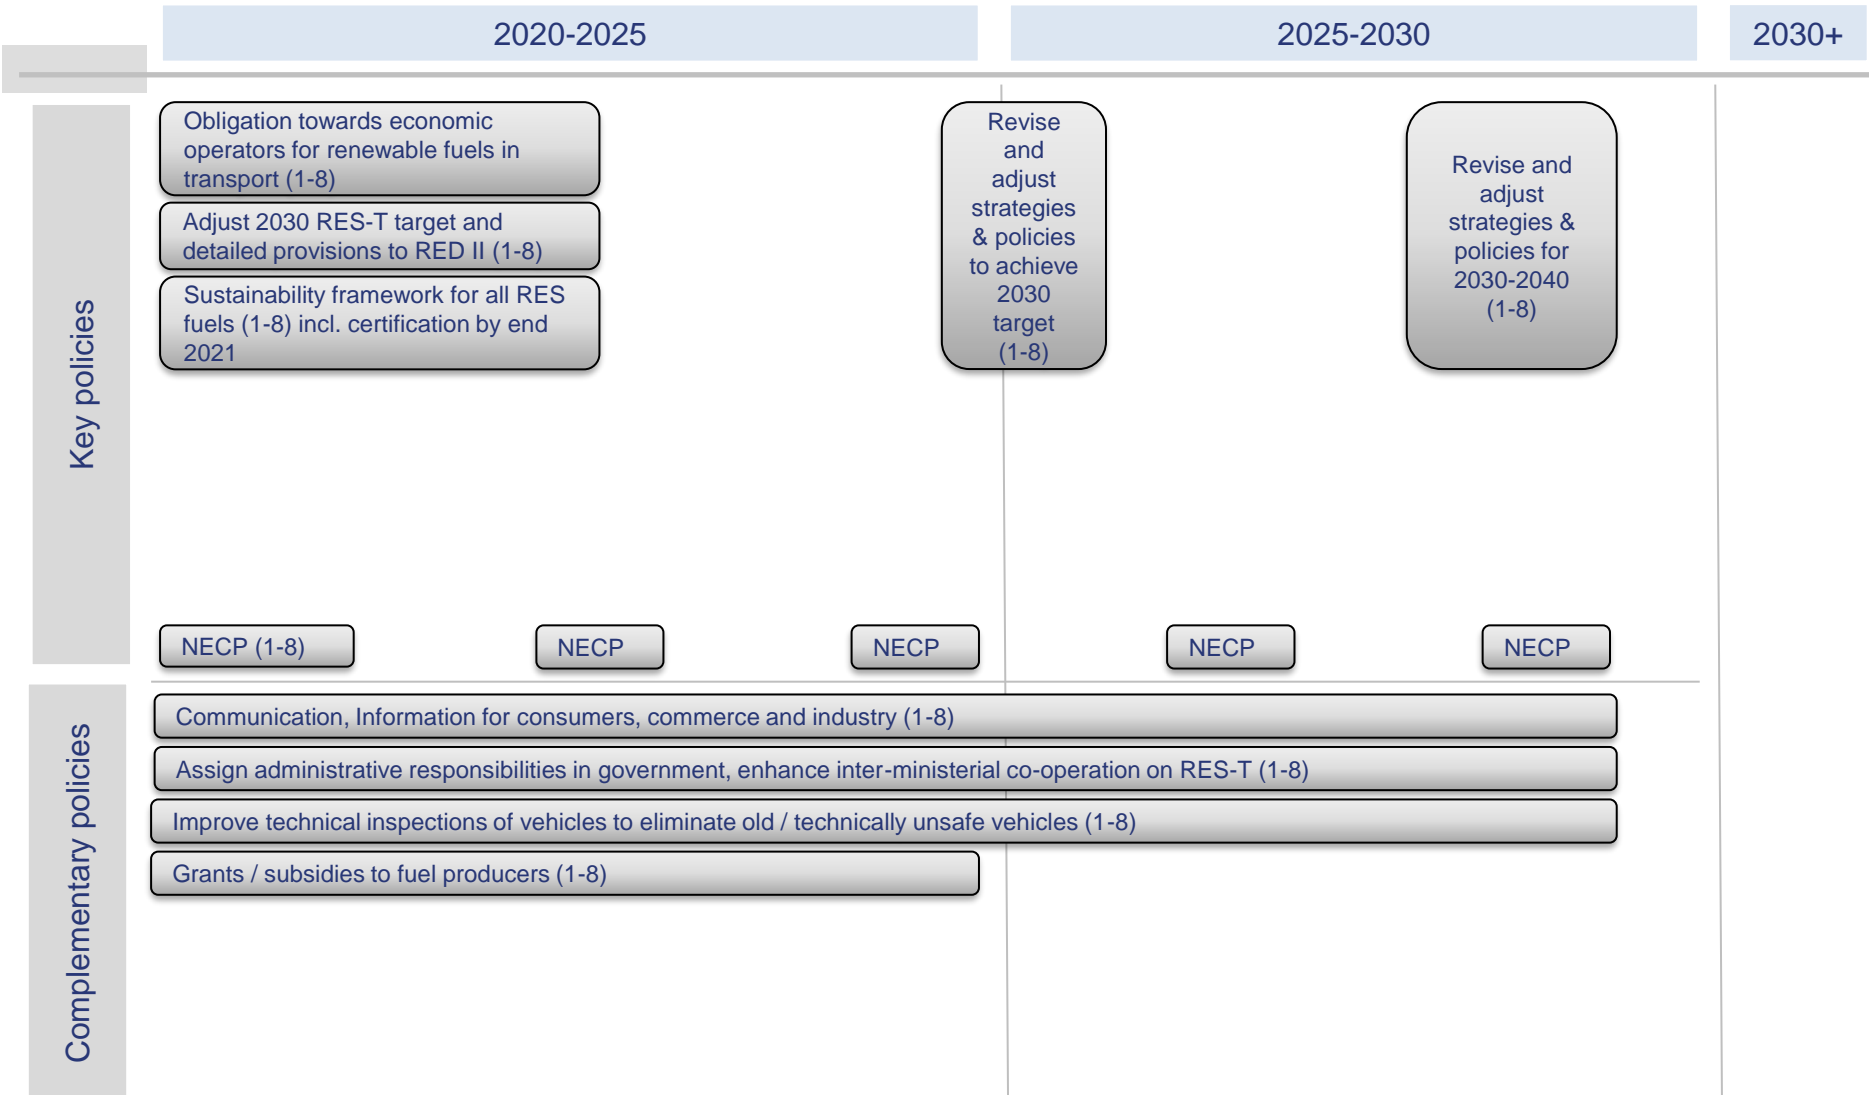 2020-2025
2025-2030
2030+
Key policies
Obligation towards economic
operators for renewable fuels in
transport (1-8)
Adjust 2030 RES-T target and
detailed provisions to RED II (1-8)
Sustainability framework for all RES
fuels (1-8) incl. certification by end
2021
Revise
and
adjust
strategies
& policies
to achieve
2030
target
(1-8)
Revise and
adjust
strategies &
policies for
2030-2040
(1-8)
NECP (1-8)
NECP
NECP
NECP
NECP
Complementary policies
Communication, Information for consumers, commerce and industry (1-8)
Assign administrative responsibilities in government, enhance inter-ministerial co-operation on RES-T (1-8)
Improve technical inspections of vehicles to eliminate old / technically unsafe vehicles (1-8)
Grants / subsidies to fuel producers (1-8)